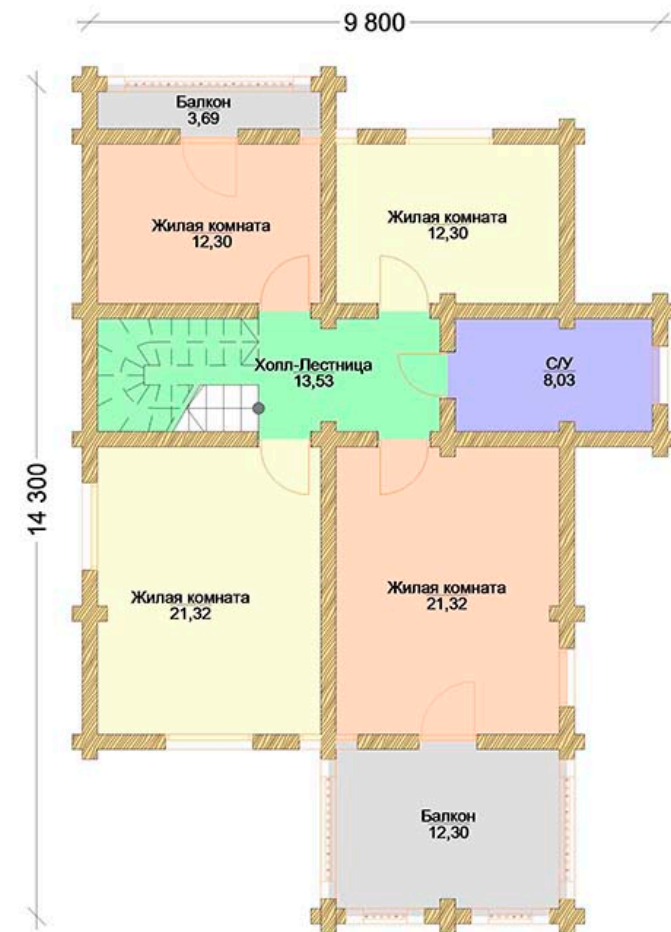 9 800
Балкон
3,69
Жилая комната
12,30
Жилая комната
12,30
Холл-Лестница
13,53
С/У
8,03
14 300
Жилая комната
21,32
Жилая комната
21,32
Балкон
12,30